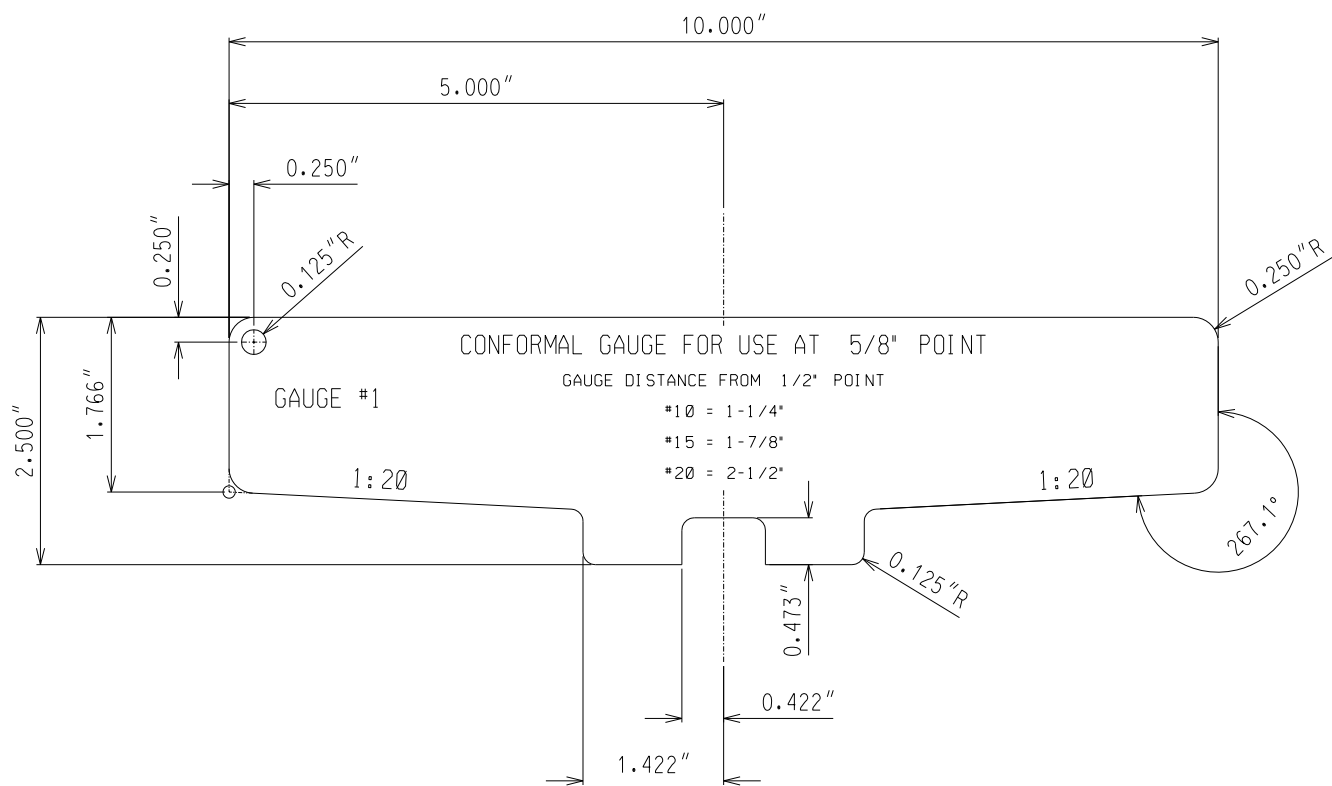 10.000"
5.000"
0.250"
0.250"
0.125"R
0.250"R
CONFORMAL GAUGE FOR USE AT 5/8" POINT
GAUGE DISTANCE FROM 1/2" POINT
GAUGE #1
#10 = 1-1/4"
#15 = 1-7/8"
#20 = 2-1/2"
1.766"
2.500"
1:20
1:20
267.1°
0.125"R
0.473"
0.422"
1.422"